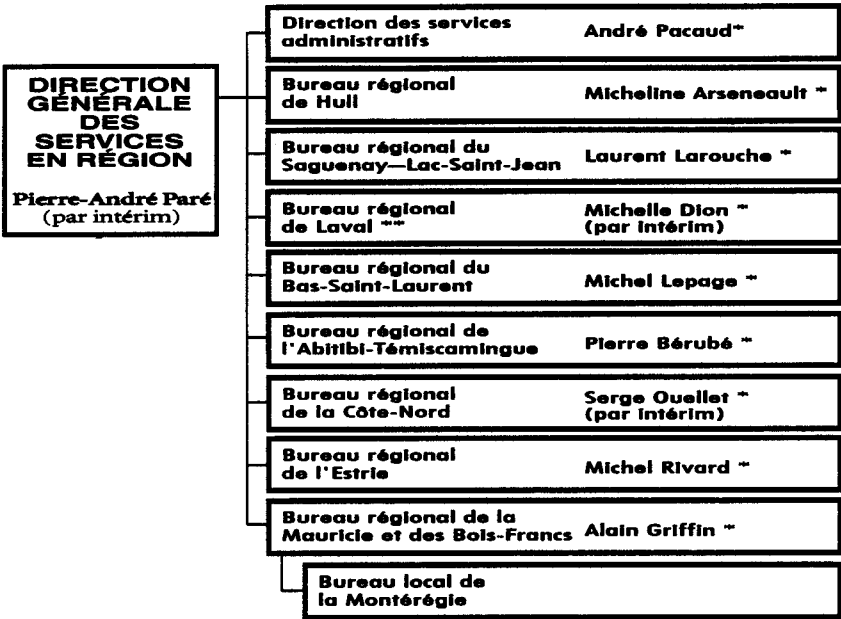 DIRECTION
GÉNÉRALE
DES
SERVICES
EN RÉGION
Pierre-André Paré
(par intérim)
Direction des services
administratifs
André Pacaud*
Bureau régional
de Hull
Micheline Arseneault *
Bureau régional du
Saguenay—Lac-Saint-Jean
Laurent Larouche *
Bureau régional
de Laval **
Michelle Dion *
(par intérim)
Bureau régional du
Bas-Saint-Laurent
Michel Lepage *
Bureau régional de
l'Abitibi-Témiscamingue
Pierre Bérubé *
Bureau régional
de la Côte-Nord
Serge Ouellet *
(par intérim)
Bureau régional
de l'Estrie
Michel Rivard *
Bureau régional de la
Mauricie et des Bois-Francs
Alain Griffin *
Bureau local de
la Montérégie